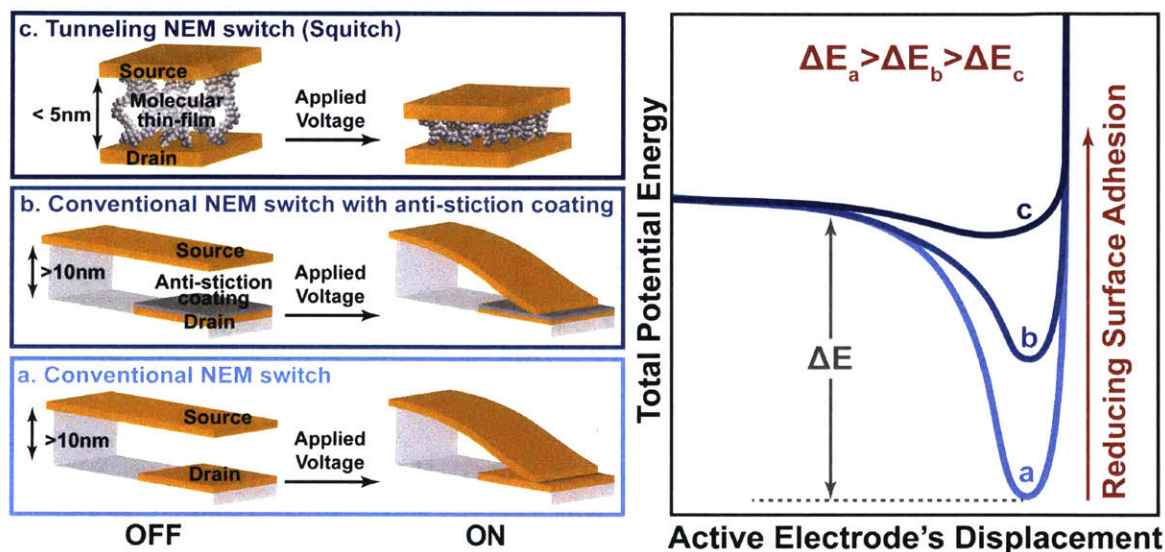 c. Tunneling NEM switch (Squitch)
Source
< 5nm
Molecular
thin-film
Drain
Applied
Voltage
b. Conventional NEM switch with anti-stiction coating
>10nm
Source
Anti-stiction
coating
Drain
Applied
Voltage
a. Conventional NEM switch
>10nm
Source
Drain
Applied
Voltage
OFF
ON
Total Potential Energy
ΔEa>ΔEb>ΔEc
c
b
a
ΔE
Reducing Surface Adhesion
Active Electrode's Displacement